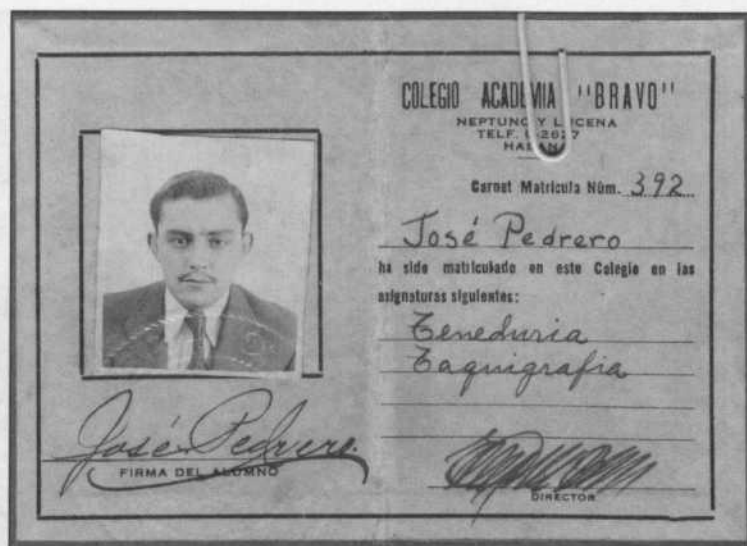 COLEGIO ACADEMIA "BRAVO"
NEPTUNO Y LUCENA
TELF.
HABANA
Carnet Matrícula Núm. 392
José Pedrero
ha sido matriculado en este Colegio en las
asignaturas siguientes:
Teneduria
Taquigrafia
DIRECTOR
José Pedrero.
FIRMA DEL ALUMNO